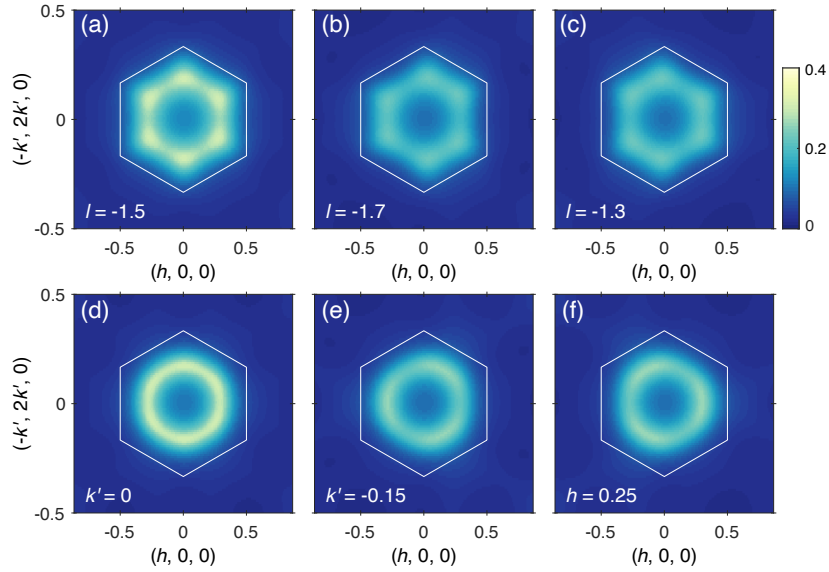 (a)
(b)
(c)
0.5
0
-0.5
(-k′, 2k′, 0)
l = -1.5
l = -1.7
l = -1.3
0.4
0.2
0
-0.5 0 0.5
-0.5 0 0.5
-0.5 0 0.5
(h, 0, 0)
(h, 0, 0)
(h, 0, 0)
(d)
(e)
(f)
0.5
0
-0.5
(-k′, 2k′, 0)
k′ = 0
k′ = -0.15
h = 0.25
-0.5 0 0.5
-0.5 0 0.5
-0.5 0 0.5
(h, 0, 0)
(h, 0, 0)
(h, 0, 0)